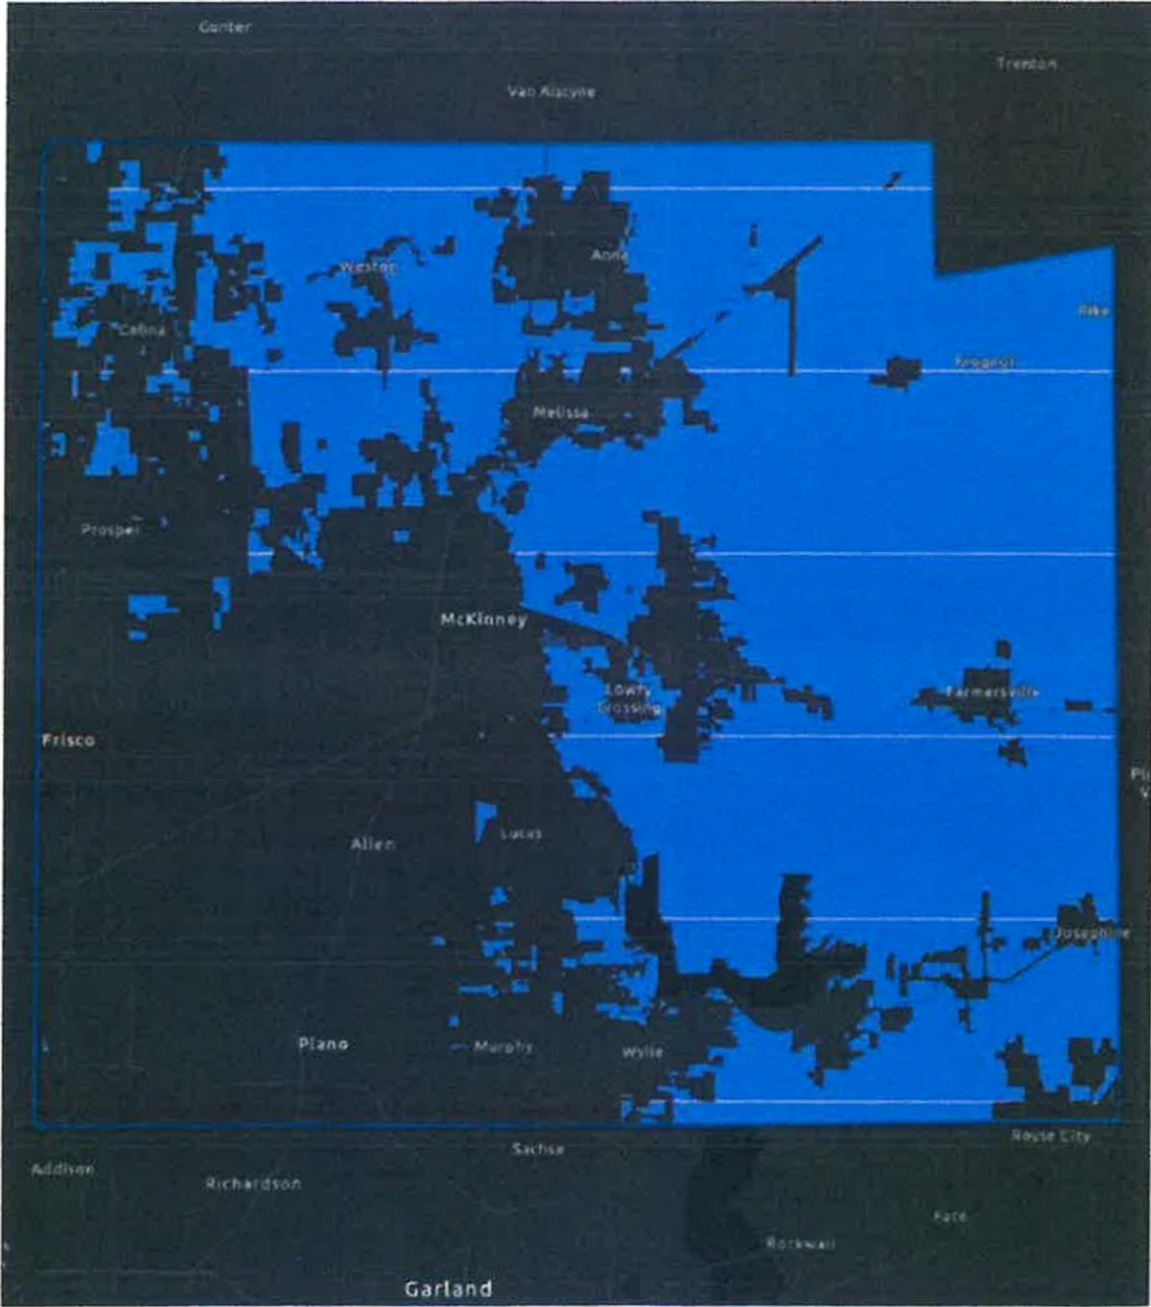 Gunter
Trenton
Van Alstyne
Anna
Weston
Pike
Celina
Melissa
Prosper
McKinney
Lowry
Crossing
Farmersville
Frisco
Lucas
Allen
Josephine
Plano
Murphy
Wylie
Royse City
Sachse
Addison
Richardson
Fate
Rockwall
Garland